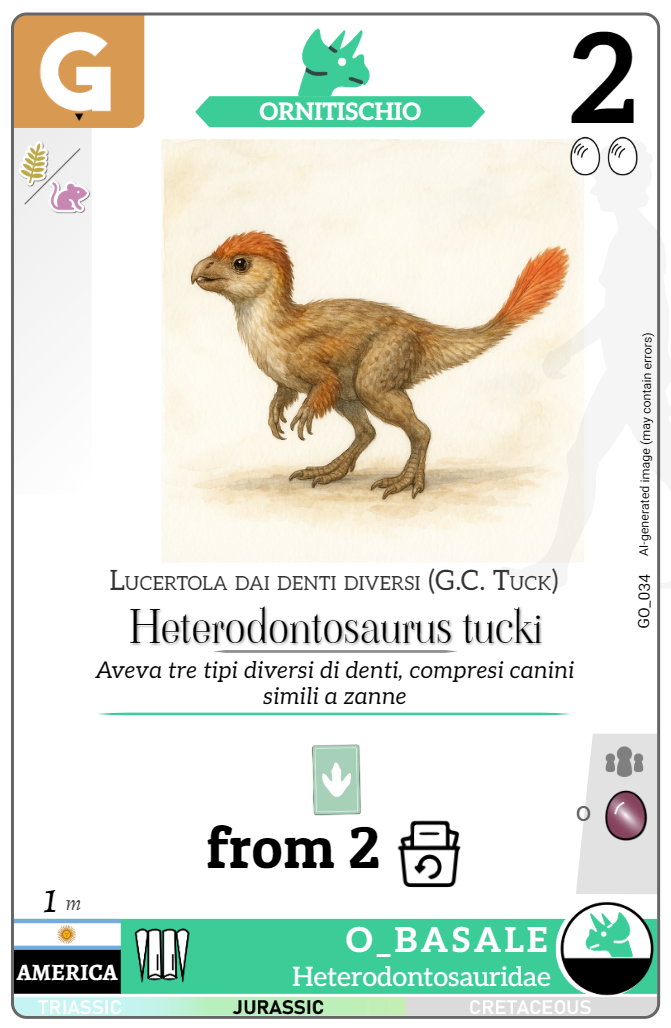 G
ORNITISCHIO
2
AI-generated image (may contain errors)
GO_034
LUCERTOLA DAI DENTI DIVERSI (G.C. TUCK)
Heterodontosaurus tucki
Aveva tre tipi diversi di denti, compresi canini
simili a zanne
from 2
O
1 m
AMERICA
O_BASALE
Heterodontosauridae
TRIASSIC
JURASSIC
CRETACEOUS